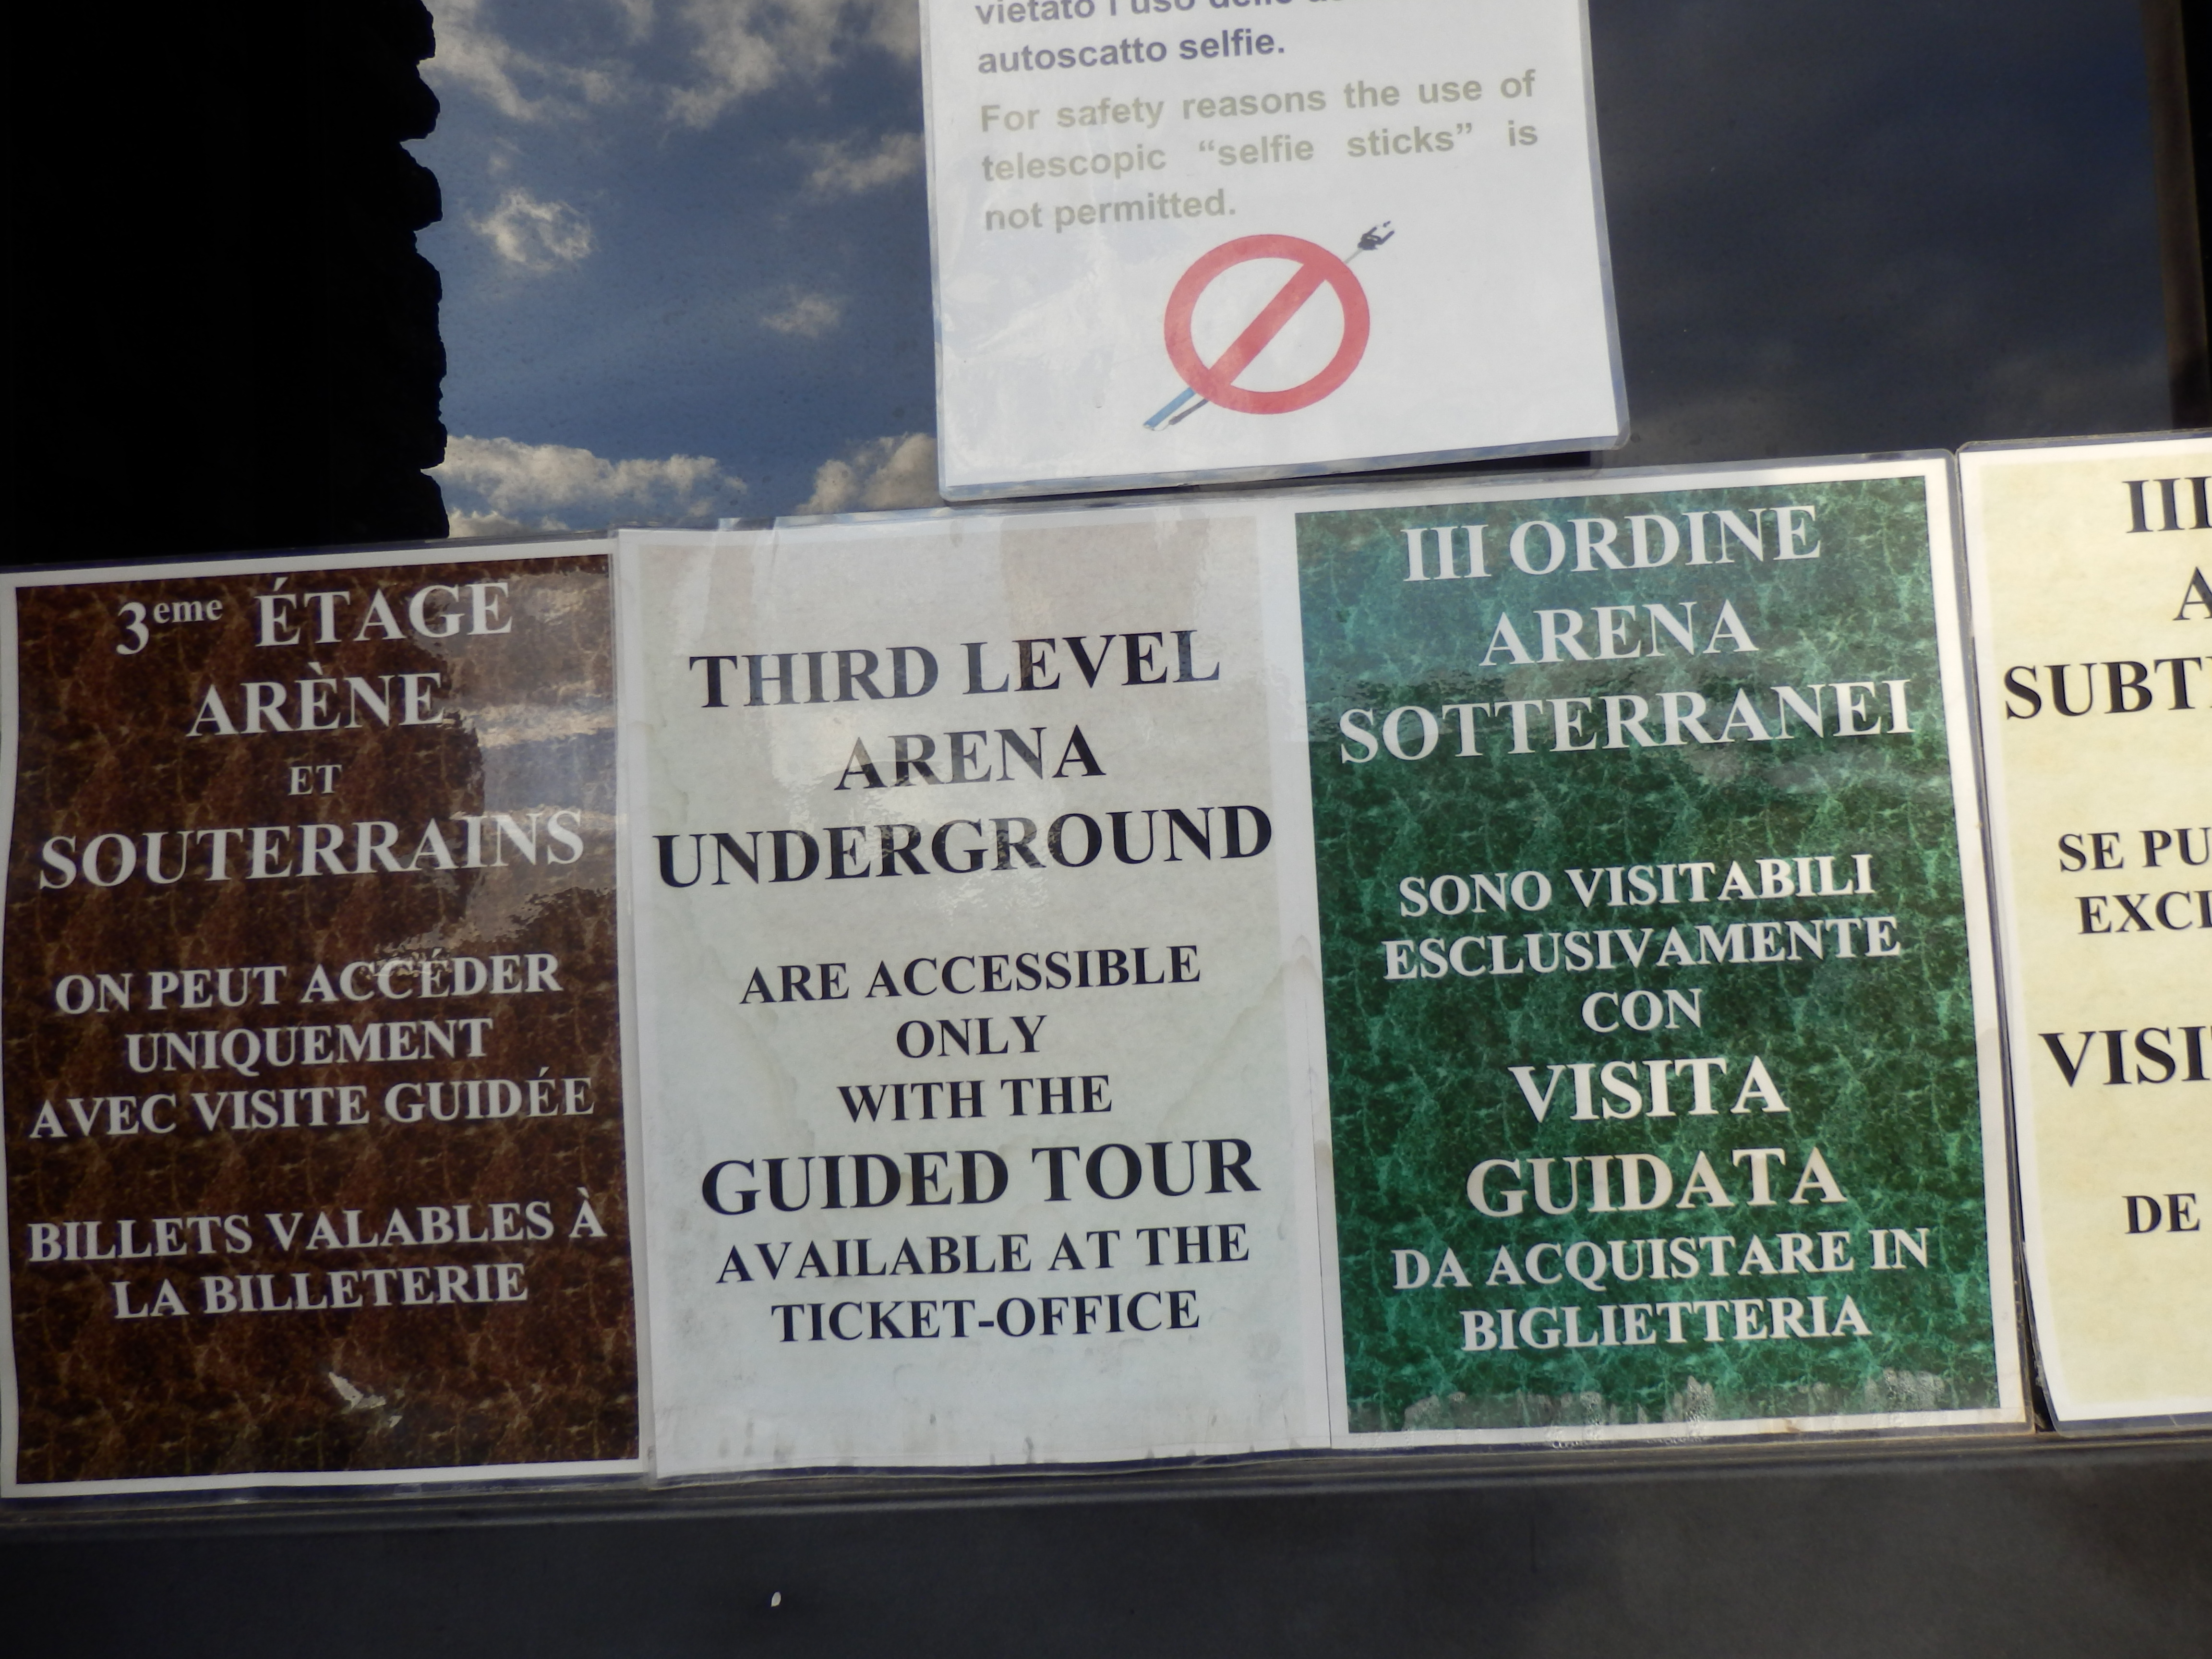 autoscatto selfie.
For safety reasons the use of
telescopic “selfie sticks” is
not permitted.
3eme ÉTAGE
ARÈNE
ET
SOUTERRAINS
ON PEUT ACCÉDER
UNIQUEMENT
AVEC VISITE GUIDÉE
BILLETS VALABLES À
LA BILLETERIE
THIRD LEVEL
ARENA
UNDERGROUND
ARE ACCESSIBLE
ONLY
WITH THE
GUIDED TOUR
AVAILABLE AT THE
TICKET-OFFICE
III ORDINE
ARENA
SOTTERRANEI
SONO VISITABILI
ESCLUSIVAMENTE
CON
VISITA
GUIDATA
DA ACQUISTARE IN
BIGLIETTERIA
III
SE
DE